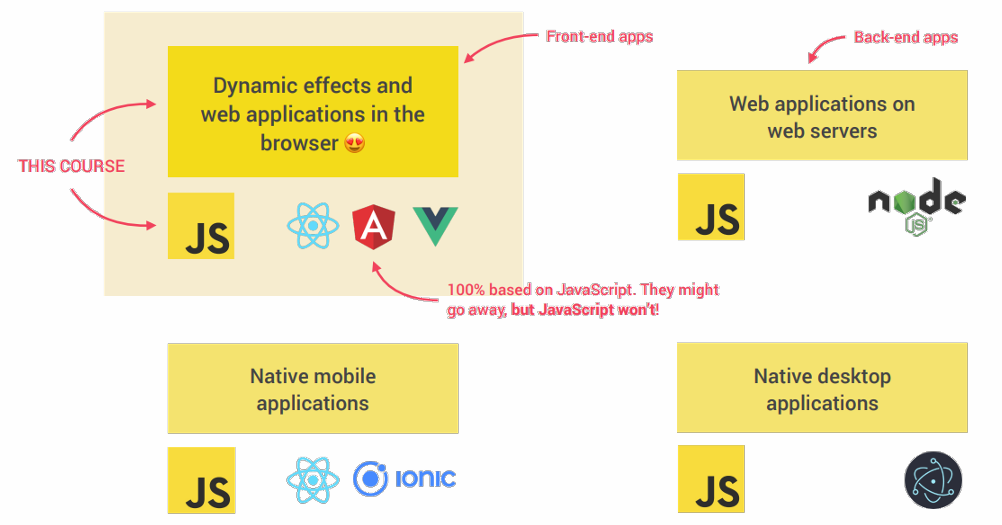 Front-end apps
Back-end apps
Dynamic effects and
web applications in the
browser 😍
Web applications on
web servers
THIS COURSE
JS
A
JS
node
JS
100% based on JavaScript. They might
go away, but JavaScript won't!
Native mobile
applications
Native desktop
applications
JS
IONIC
JS